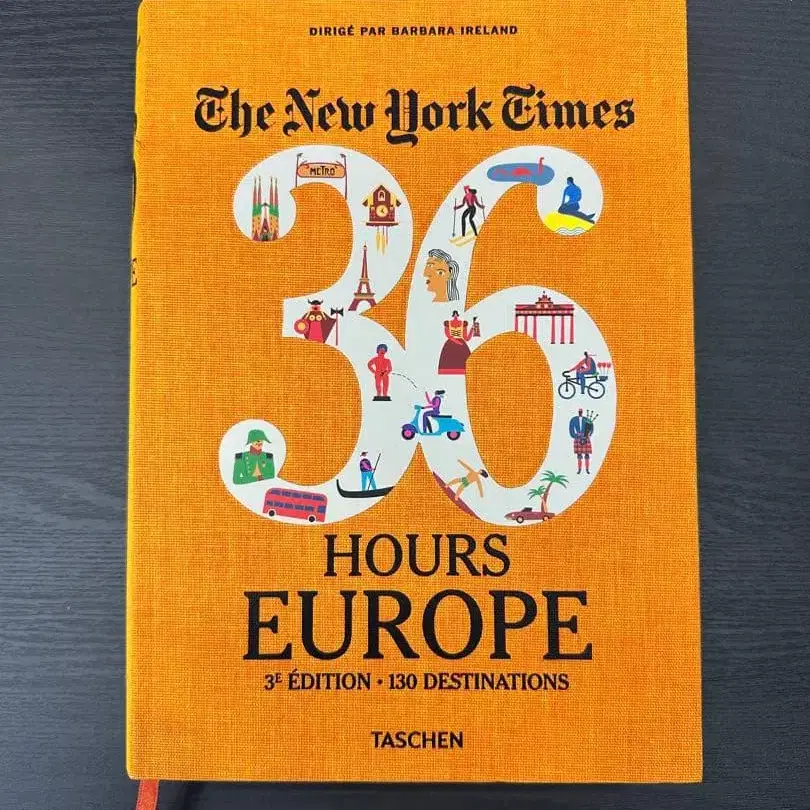 DIRIGÉ PAR BARBARA IRELAND
The New York Times
36
METRO
HOURS
EUROPE
3E ÉDITION · 130 DESTINATIONS
TASCHEN